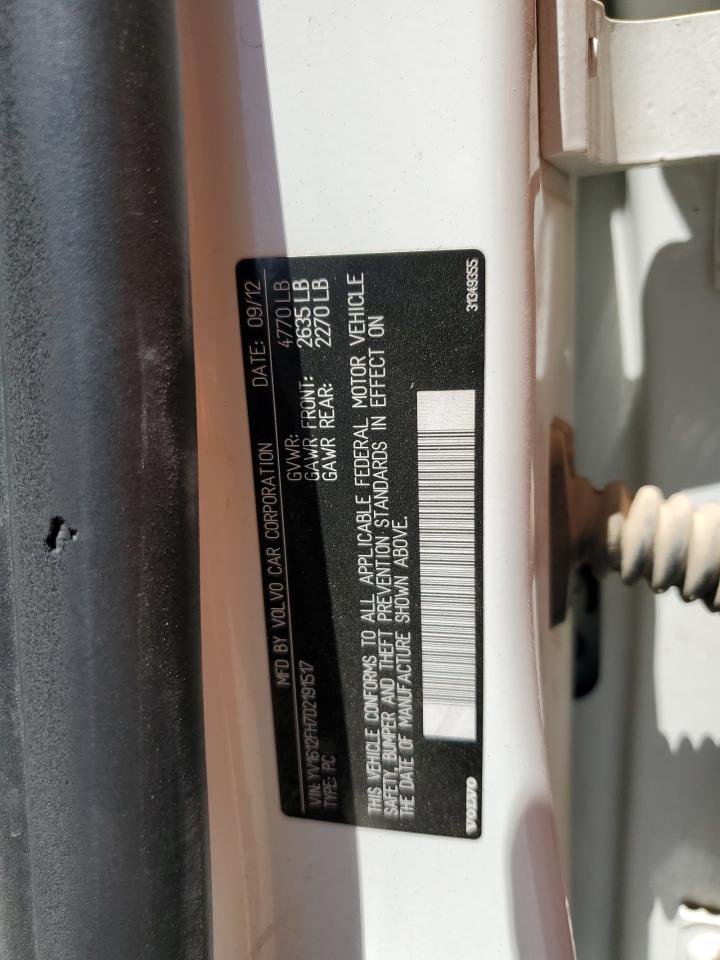 MFD BY VOLVO CAR CORPORATION DATE: 09/12
GVWR: 4770 LB
GAWR FRONT: 2635 LB
GAWR REAR: 2270 LB
VIN: YV1612FH7D2191517
TYPE: PC
THIS VEHICLE CONFORMS TO ALL APPLICABLE FEDERAL MOTOR VEHICLE
SAFETY, BUMPER AND THEFT PREVENTION STANDARDS IN EFFECT ON
THE DATE OF MANUFACTURE SHOWN ABOVE.
VOLVO
31349355